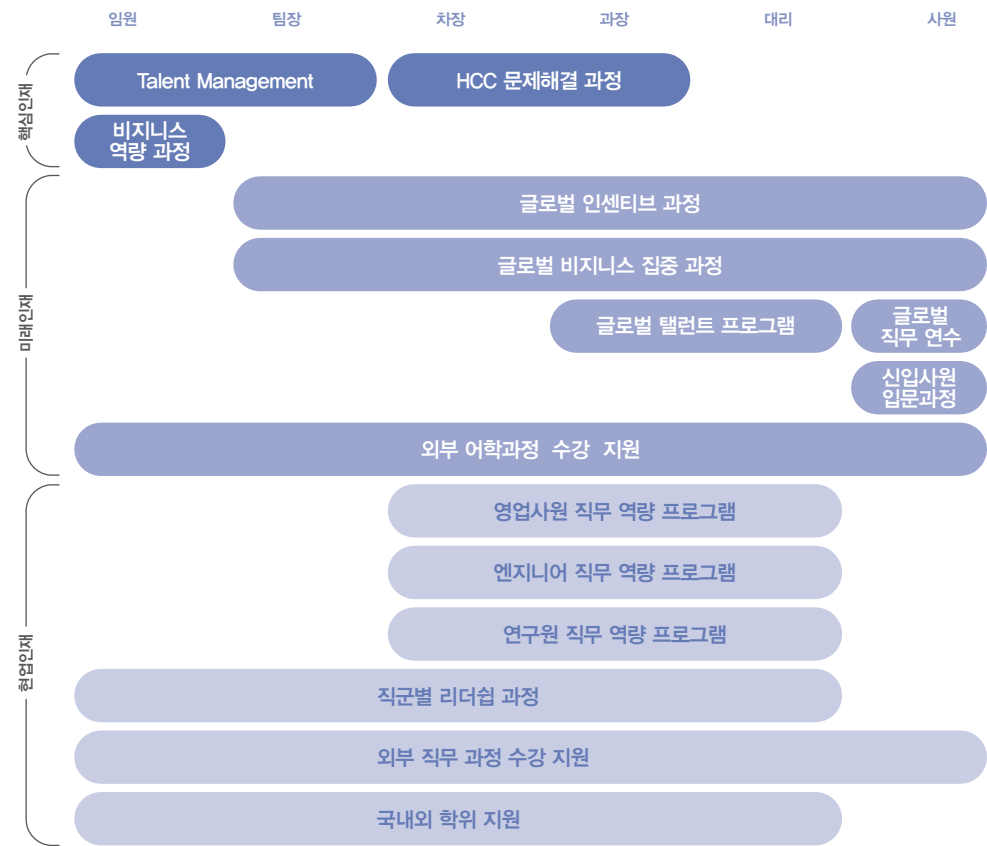 임원 팀장 차장 과장 대리 사원
핵심인재
Talent Management HCC 문제해결 과정
비지니스
역량 과정
미래인재
글로벌 인센티브 과정
글로벌 비지니스 집중 과정
글로벌 탤런트 프로그램
글로벌
직무 연수
신입사원
입문과정
외부 어학과정 수강 지원
현업인재
영업사원 직무 역량 프로그램
엔지니어 직무 역량 프로그램
연구원 직무 역량 프로그램
직군별 리더쉽 과정
외부 직무 과정 수강 지원
국내외 학위 지원